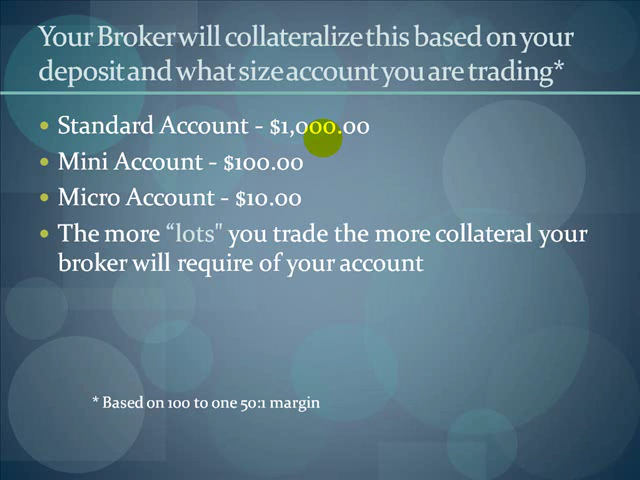 Your Broker will collateralize this based on your
deposit and what size account you are trading*
• Standard Account - $1,000.00
• Mini Account - $100.00
• Micro Account - $10.00
• The more “lots" you trade the more collateral your
broker will require of your account
* Based on 100 to one 50:1 margin